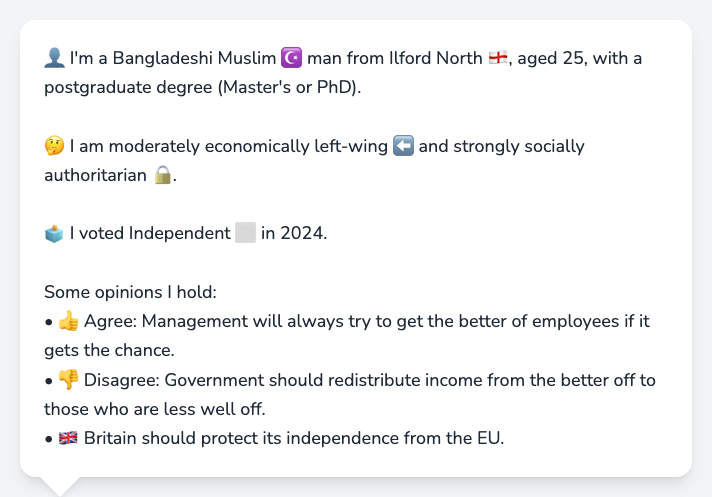 👤 I'm a Bangladeshi Muslim ☪️ man from Ilford North 🏴󠁧󠁢󠁥󠁮󠁧󠁿, aged 25, with a
postgraduate degree (Master's or PhD).
🤔 I am moderately economically left-wing ⬅️ and strongly socially
authoritarian 🔒.
🗳️ I voted Independent ⬜ in 2024.
Some opinions I hold:
• 👍 Agree: Management will always try to get the better of employees if it
gets the chance.
• 👎 Disagree: Government should redistribute income from the better off to
those who are less well off.
• 🇬🇧 Britain should protect its independence from the EU.